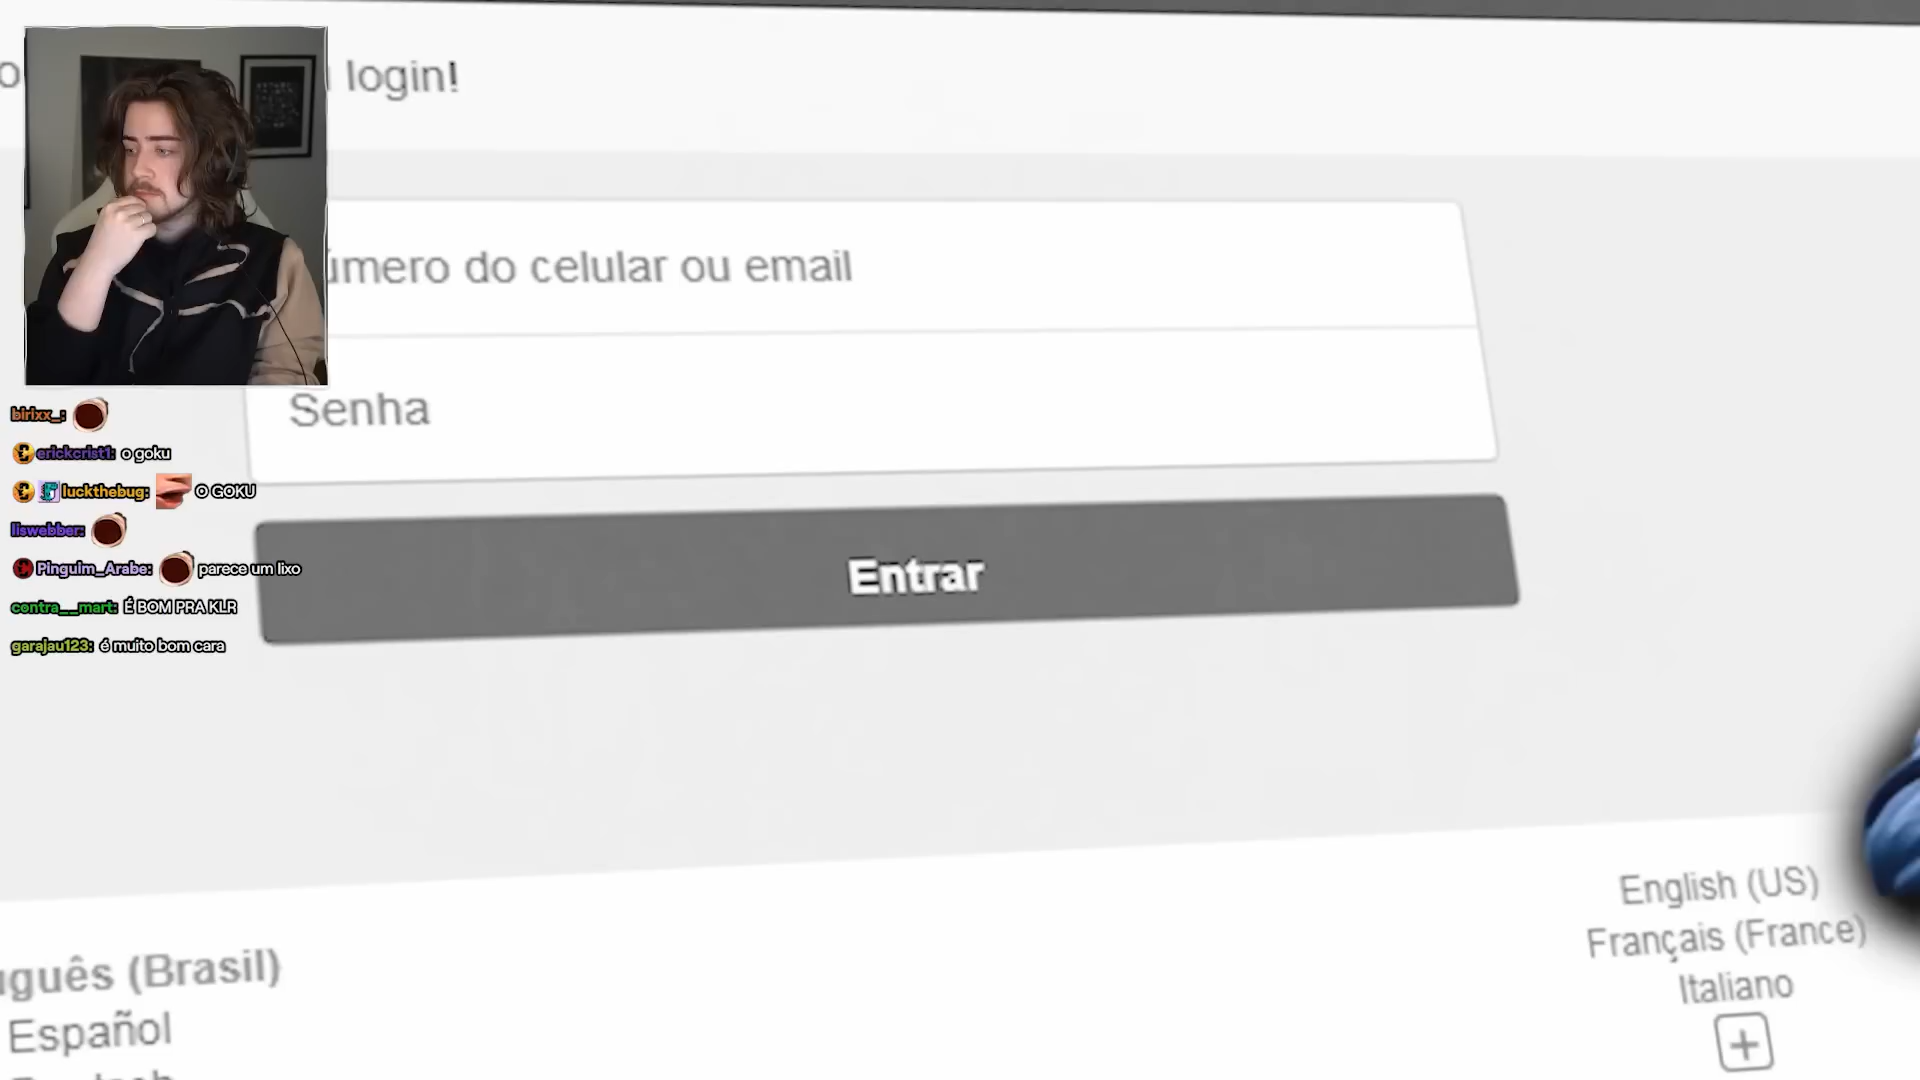 login!
úmero do celular ou email
Senha
birixx_:
erickcrist1: o goku
luckthebug: O GOKU
liswebber:
Pinguim_Arabe: parece um lixo
contra__mart: É BOM PRA KLR
garajau123: é muito bom cara
Entrar
uguês (Brasil)
Español
English (US)
Français (France)
Italiano